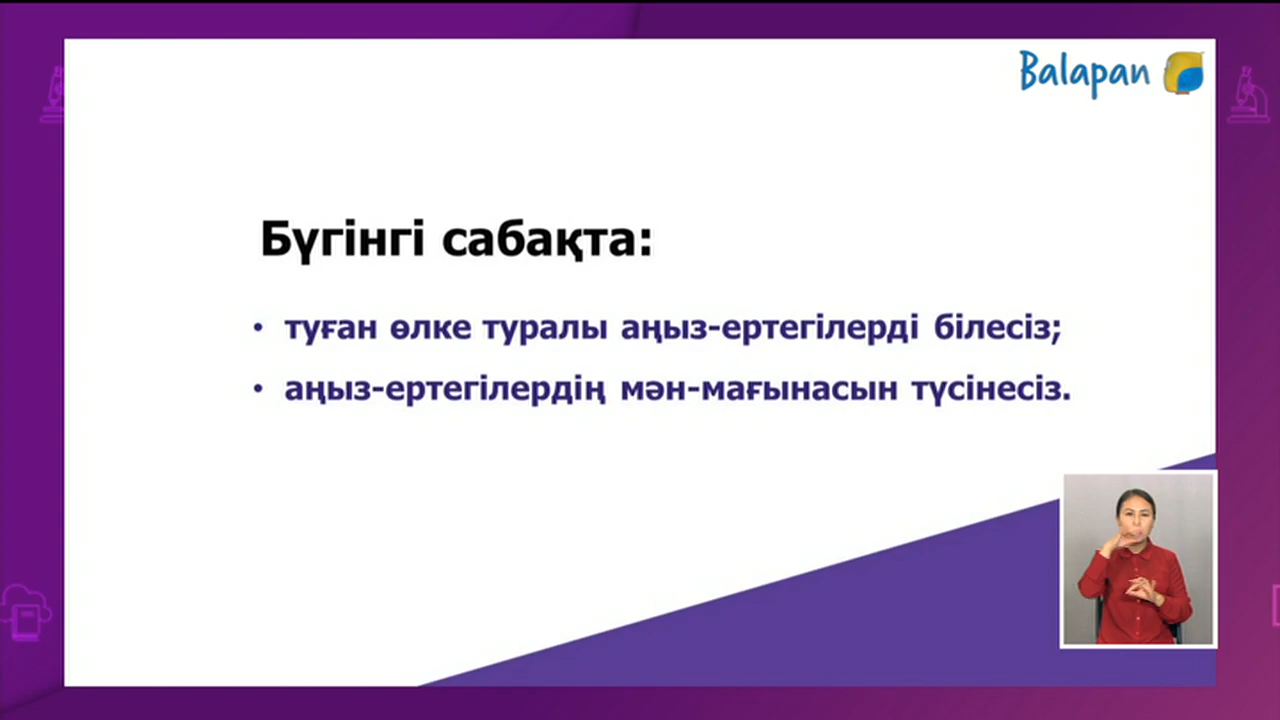 Balapan
Бүгінгі сабақта:
• туған өлке туралы аңыз-ертегілерді білесіз;
• аңыз-ертегілердің мән-мағынасын түсінесіз.